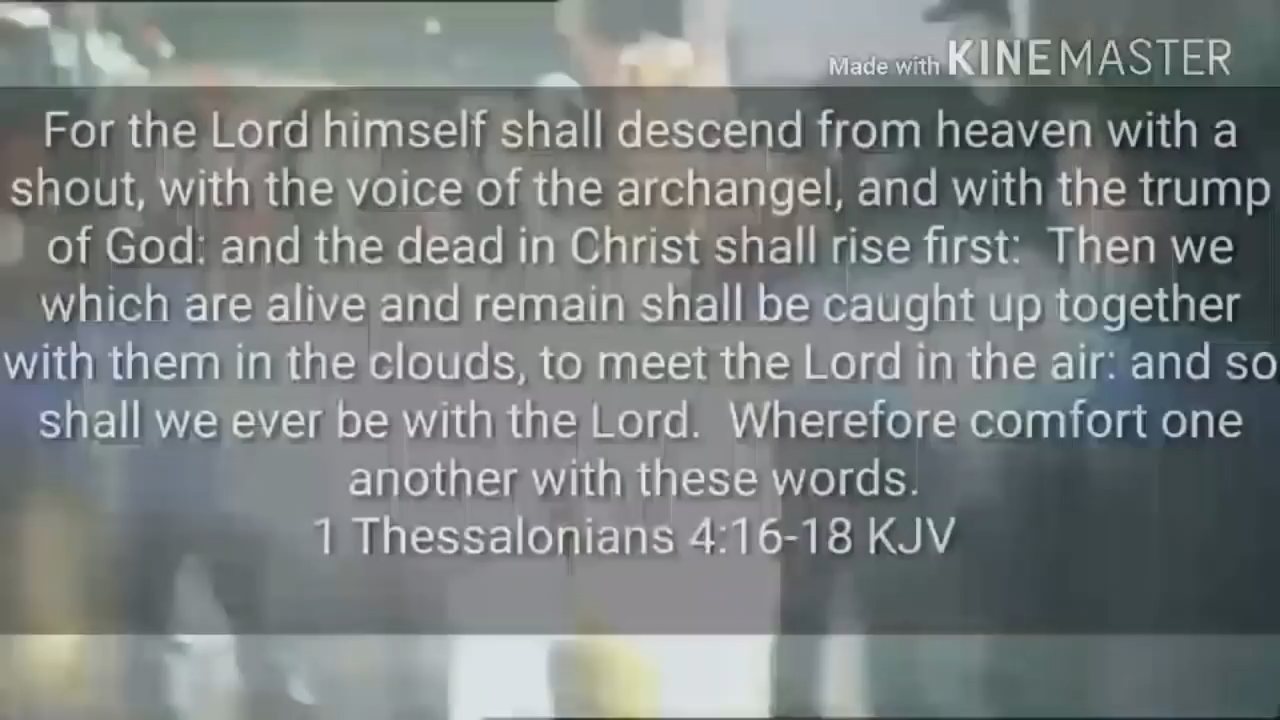 Made with KINEMASTER
For the Lord himself shall descend from heaven with a
shout, with the voice of the archangel, and with the trump
of God: and the dead in Christ shall rise first: Then we
which are alive and remain shall be caught up together
with them in the clouds, to meet the Lord in the air: and so
shall we ever be with the Lord. Wherefore comfort one
another with these words.
1 Thessalonians 4:16-18 KJV